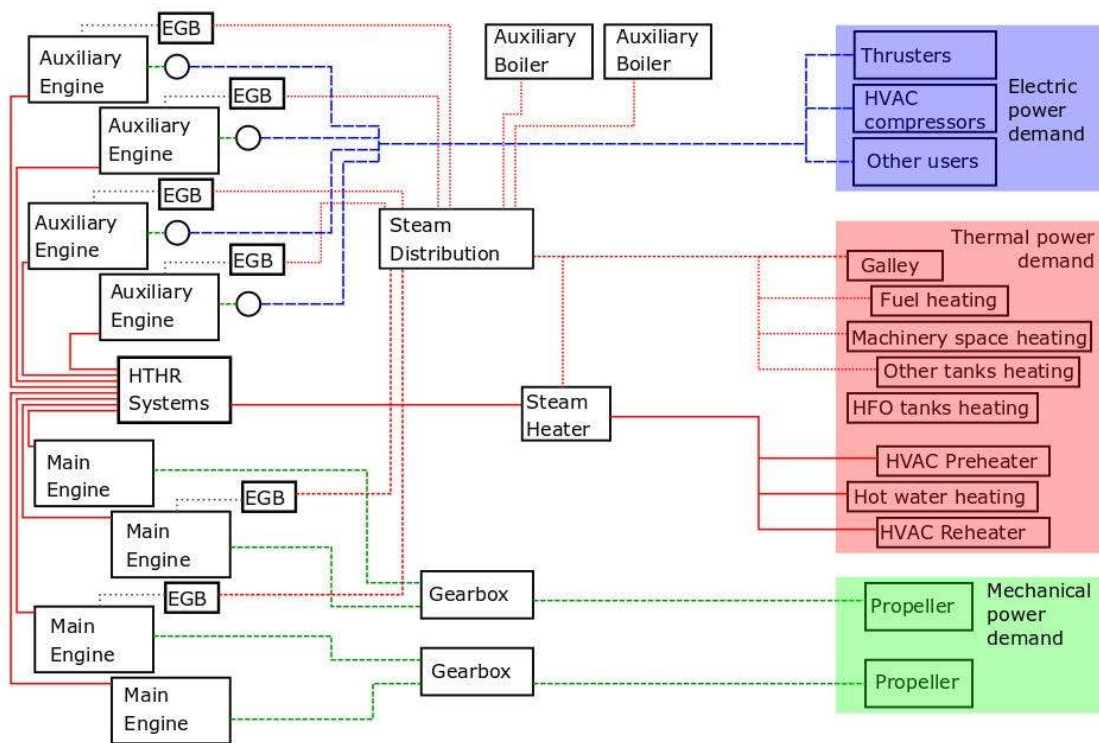 EGB
Auxiliary
Engine
EGB
Auxiliary
Engine
EGB
Auxiliary
Engine
EGB
Auxiliary
Engine
HTHR
Systems
Main
Engine
EGB
Main
Engine
EGB
Main
Engine
Main
Engine
Auxiliary
Boiler
Auxiliary
Boiler
Steam
Distribution
Steam
Heater
Gearbox
Gearbox
Thrusters
HVAC
compressors
Other users
Electric
power
demand
Thermal power
demand
Galley
Fuel heating
Machinery space heating
Other tanks heating
HFO tanks heating
HVAC Preheater
Hot water heating
HVAC Reheater
Propeller
Mechanical
power
demand
Propeller